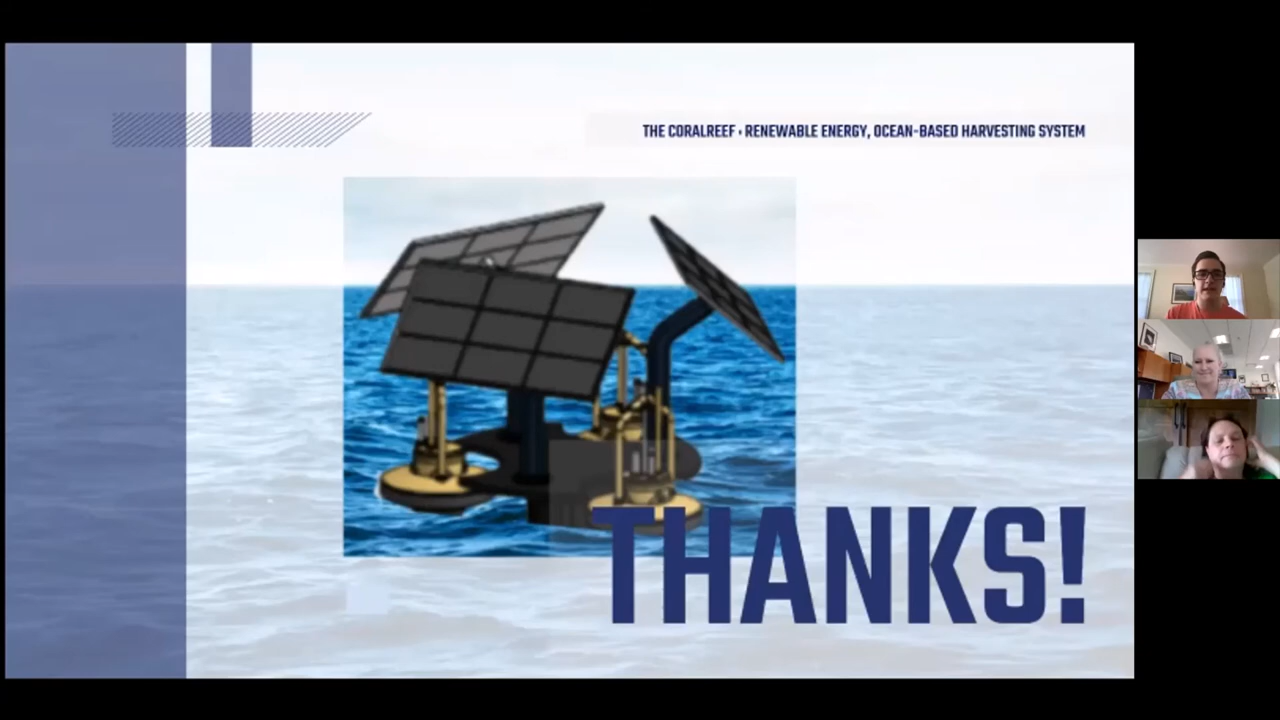 THE CORALREEF › RENEWABLE ENERGY, OCEAN-BASED HARVESTING SYSTEM
THANKS!